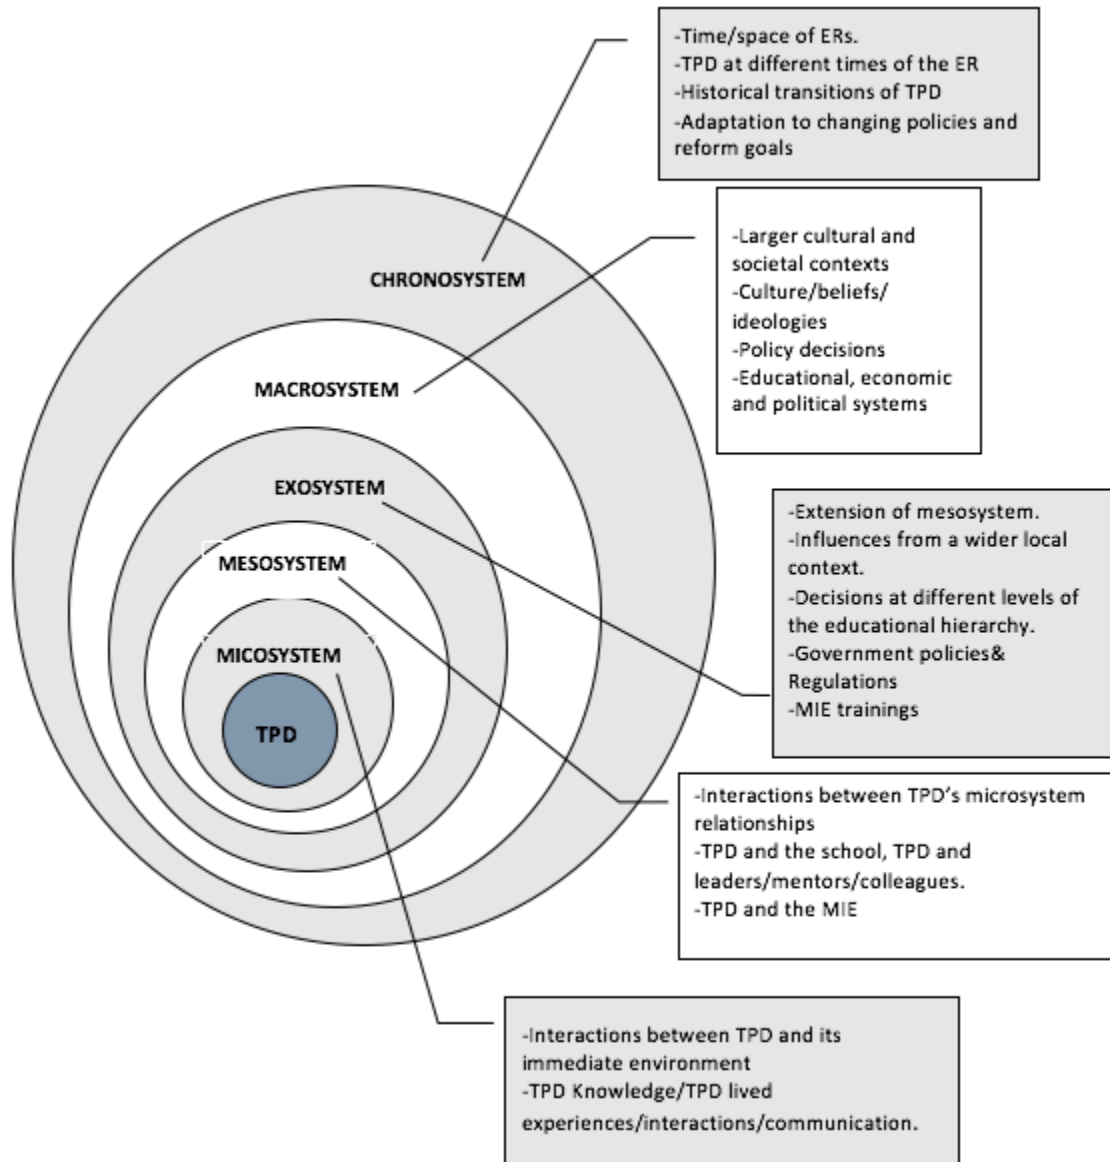 -Time/space of ERs.
-TPD at different times of the ER
-Historical transitions of TPD
-Adaptation to changing policies and
reform goals
-Larger cultural and
societal contexts
-Culture/beliefs/
ideologies
-Policy decisions
-Educational, economic
and political systems
CHRONOSYSTEM
MACROSYSTEM
EXOSYSTEM
MESOSYSTEM
MICOSYSTEM
TPD
-Extension of mesosystem.
-Influences from a wider local
context.
-Decisions at different levels of
the educational hierarchy.
-Government policies&
Regulations
-MIE trainings
-Interactions between TPD's microsystem
relationships
-TPD and the school, TPD and
leaders/mentors/colleagues.
-TPD and the MIE
-Interactions between TPD and its
immediate environment
-TPD Knowledge/TPD lived
experiences/interactions/communication.